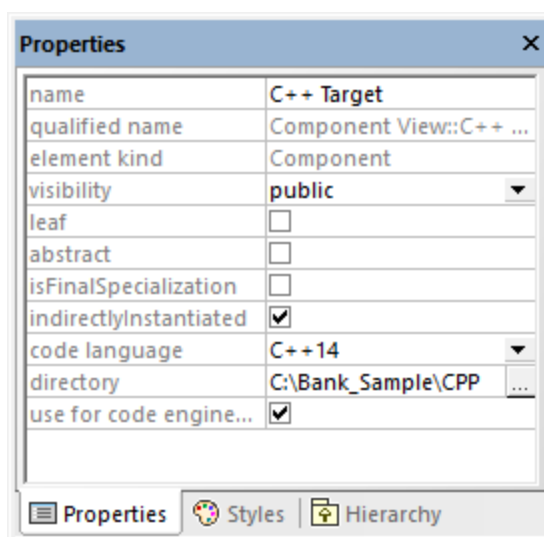 Properties
name C++ Target
qualified name Component View::C++ ...
element kind Component
visibility public
leaf
abstract
isFinalSpecialization
indirectlyInstantiated
code language C++14
directory C:\Bank_Sample\CPP ...
use for code engine...
Properties Styles Hierarchy